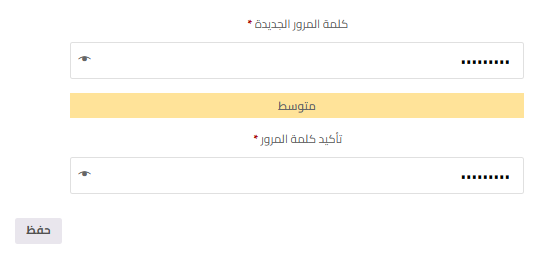 كلمة المرور الجديدة *
•••••••••
متوسط
تأكيد كلمة المرور *
•••••••••
حفظ